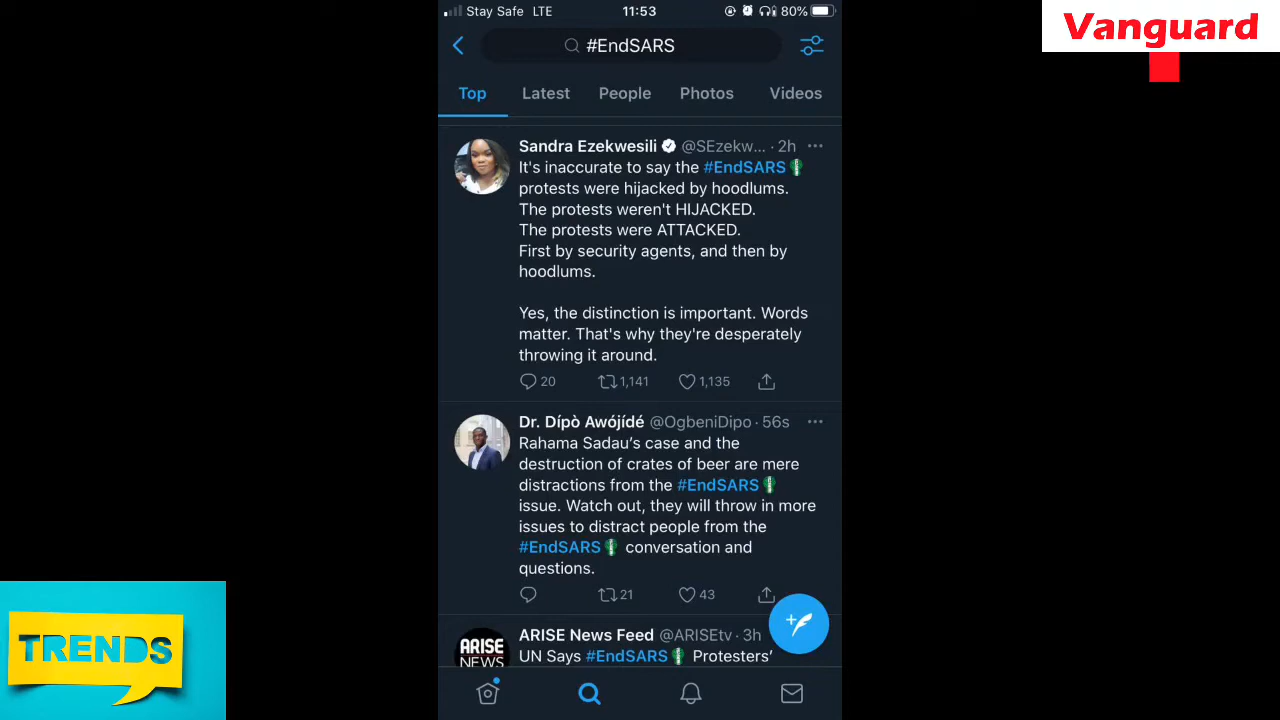 Stay Safe LTE 11:53 80%
Vanguard
#EndSARS
Top Latest People Photos Videos
Sandra Ezekwesili @SEzekw... · 2h
It's inaccurate to say the #EndSARS
protests were hijacked by hoodlums.
The protests weren't HIJACKED.
The protests were ATTACKED.
First by security agents, and then by
hoodlums.
Yes, the distinction is important. Words
matter. That's why they're desperately
throwing it around.
20 1,141 1,135
Dr. Dípò Awójídé @OgbeniDipo · 56s
Rahama Sadau’s case and the
destruction of crates of beer are mere
distractions from the #EndSARS
issue. Watch out, they will throw in more
issues to distract people from the
#EndSARS conversation and
questions.
21 43
ARISE News Feed @ARISEtv · 3h
UN Says #EndSARS Protesters’
ARISE
NEWS
TRENDS